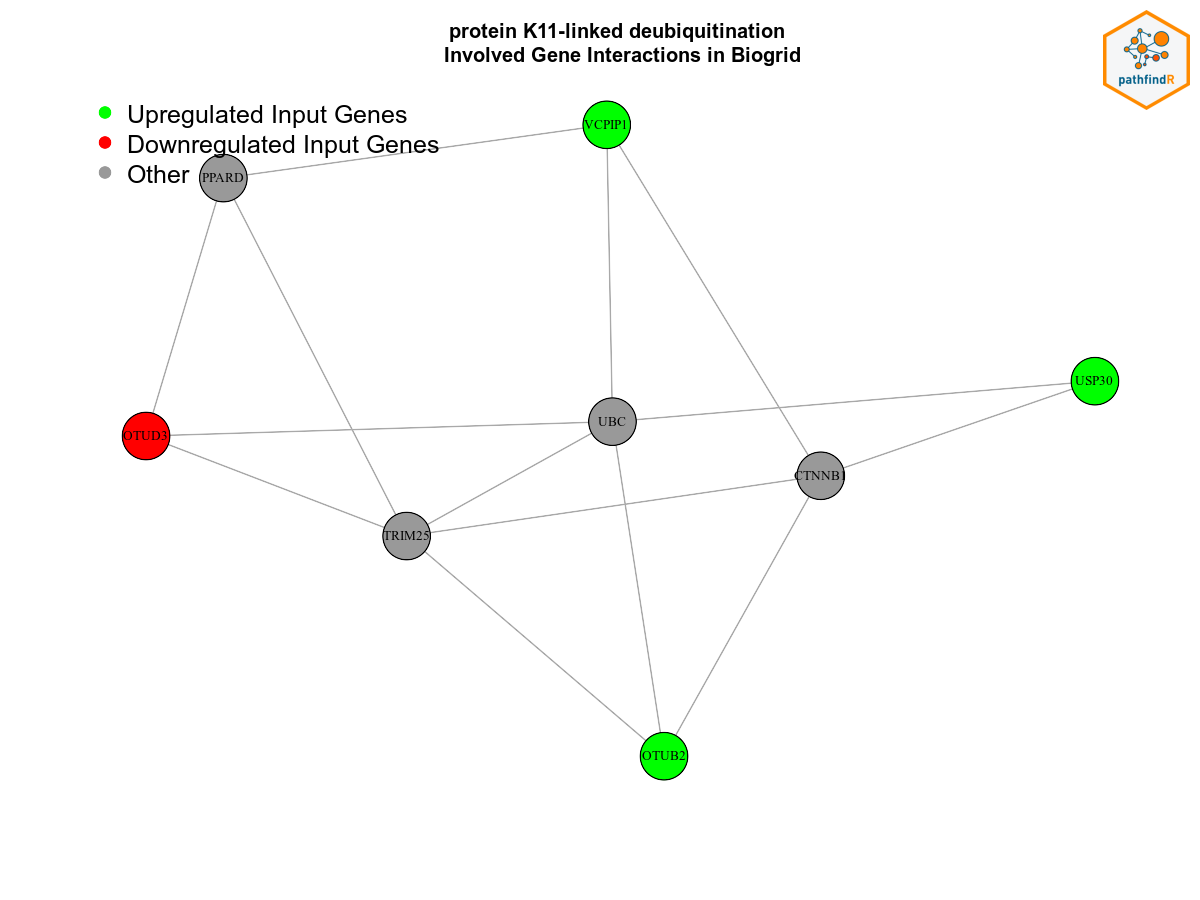 protein K11-linked deubiquitination
Involved Gene Interactions in Biogrid
pathfindR
Upregulated Input Genes
Downregulated Input Genes
Other
VCPIP1
PPARD
USP30
UBC
OTUD3
CTNNB1
TRIM25
OTUB2